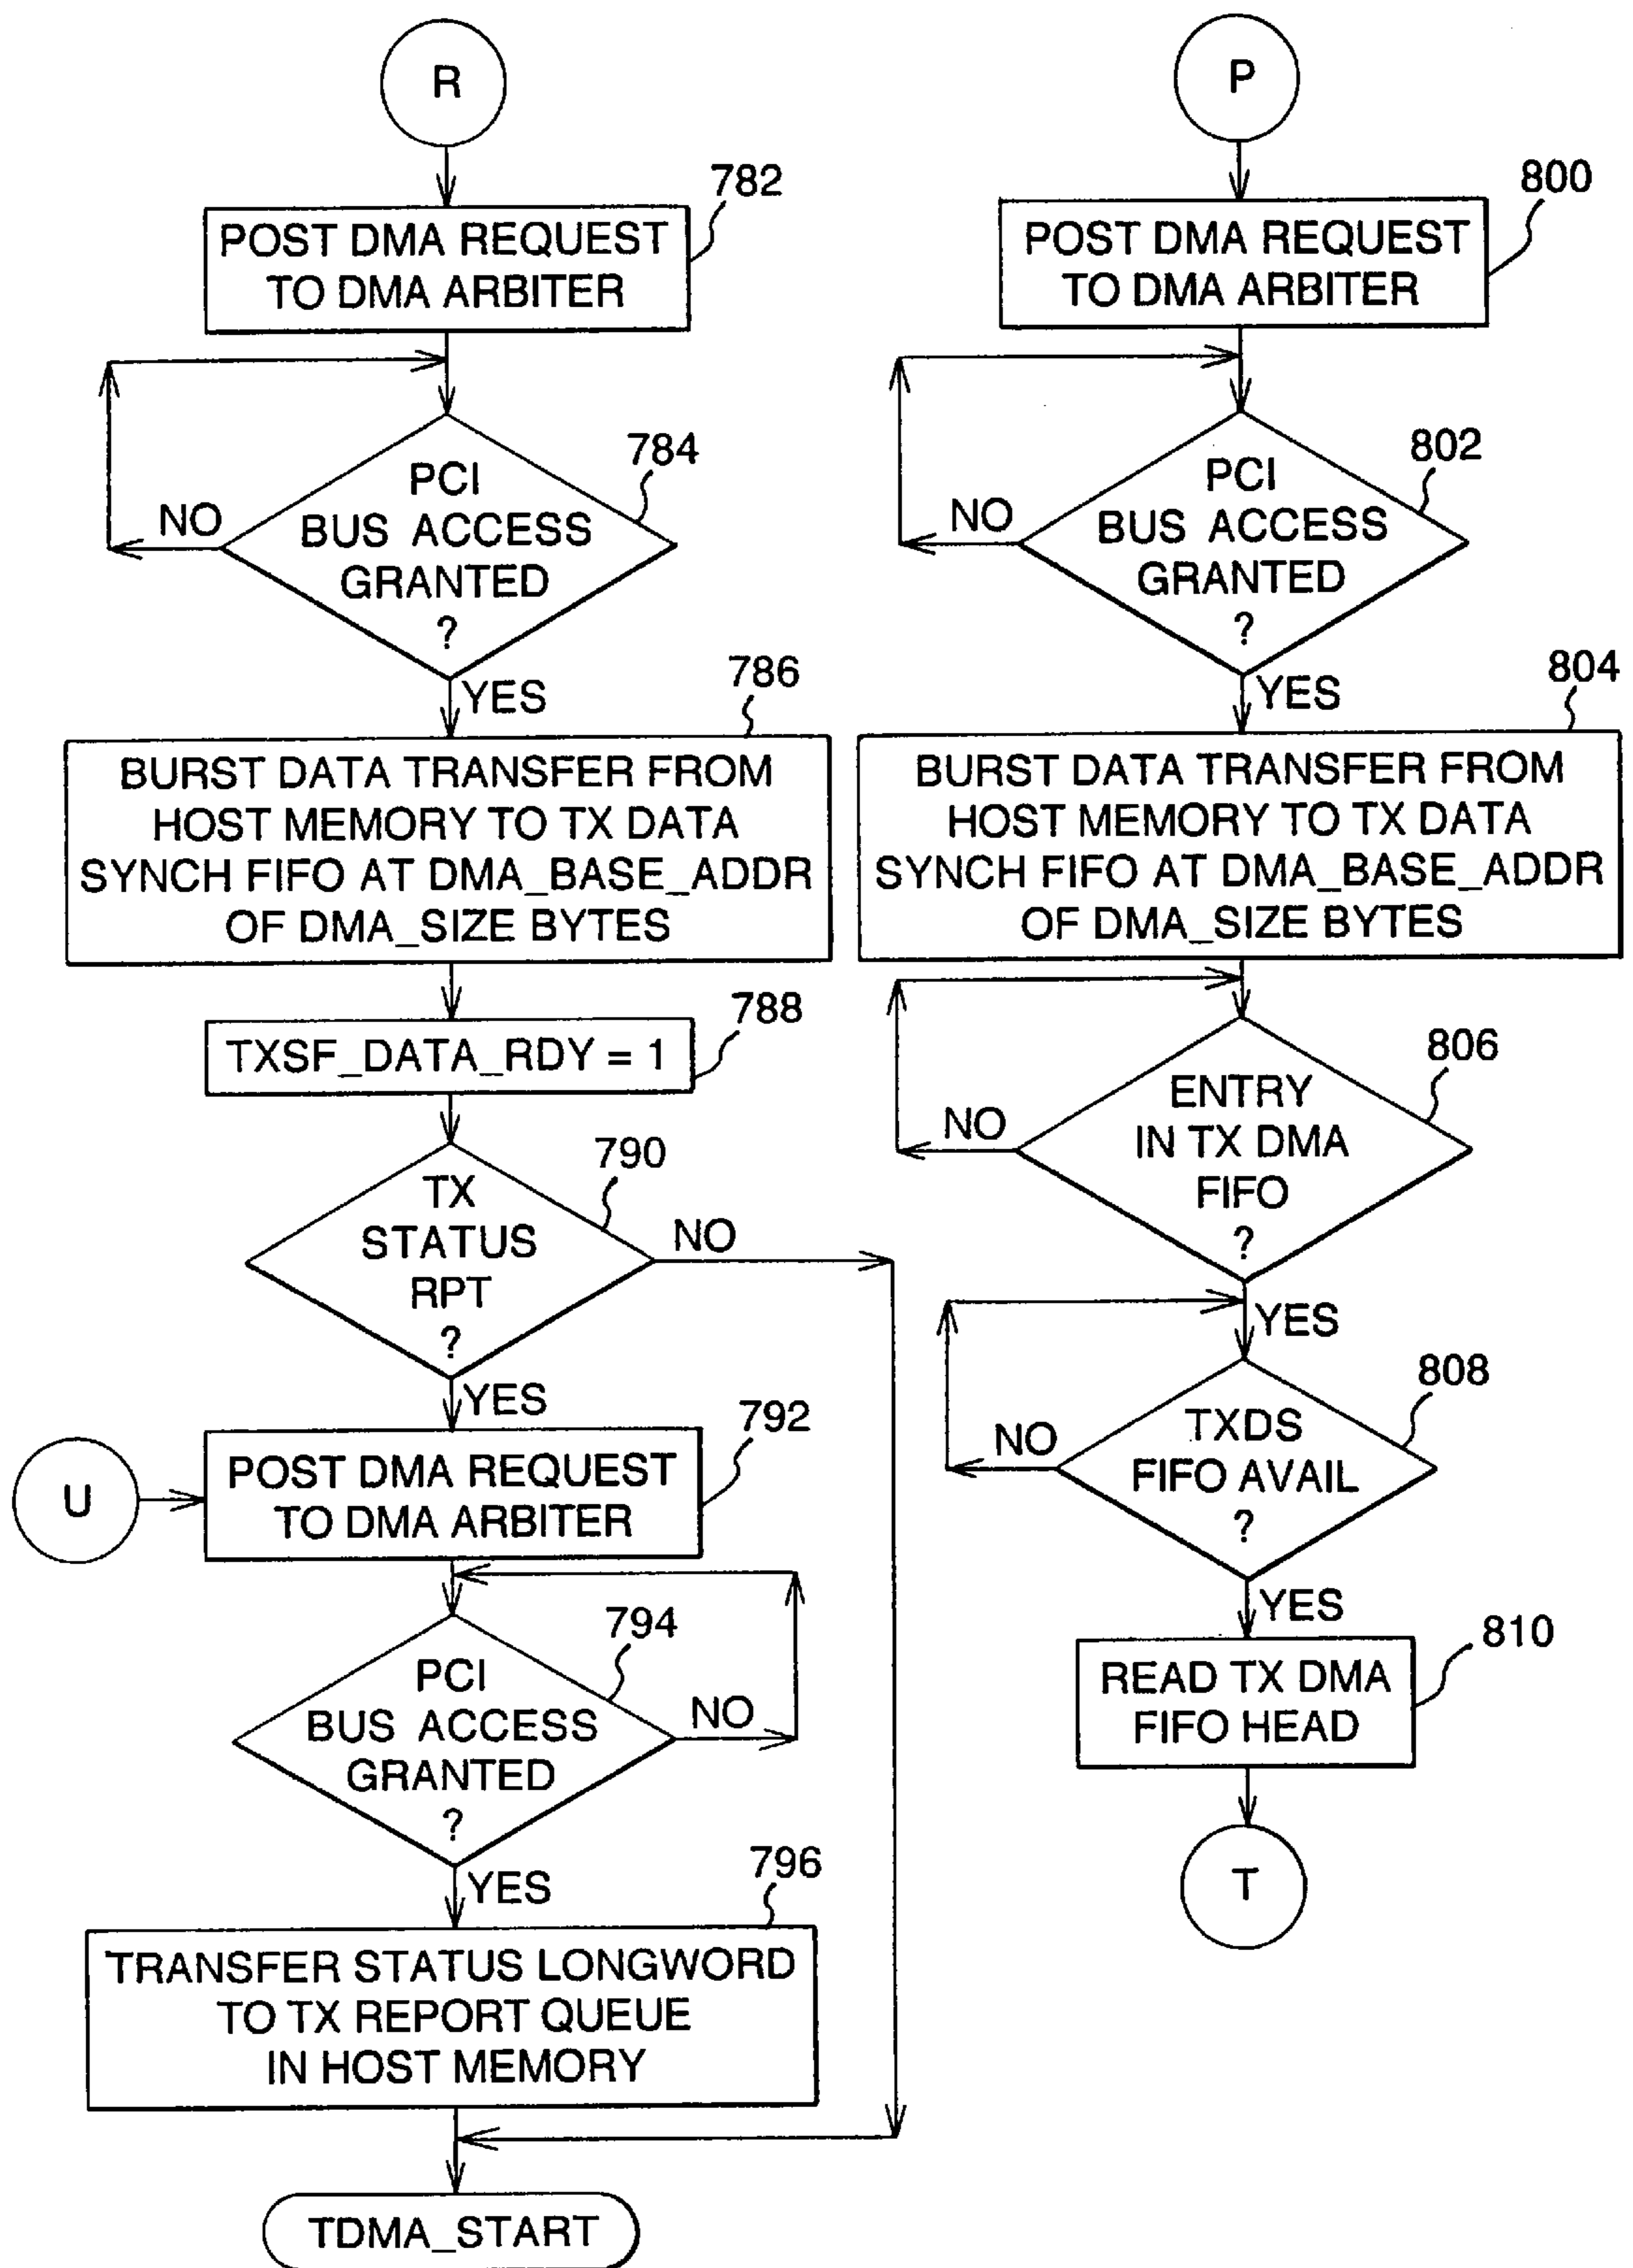 R
782
POST DMA REQUEST
TO DMA ARBITER
784
PCI
BUS ACCESS
GRANTED
?
NO
YES
786
BURST DATA TRANSFER FROM
HOST MEMORY TO TX DATA
SYNCH FIFO AT DMA_BASE_ADDR
OF DMA_SIZE BYTES
788
TXSF_DATA_RDY = 1
790
TX
STATUS
RPT
?
NO
YES
792
U
POST DMA REQUEST
TO DMA ARBITER
794
PCI
BUS ACCESS
GRANTED
?
NO
YES
796
TRANSFER STATUS LONGWORD
TO TX REPORT QUEUE
IN HOST MEMORY
TDMA_START
P
800
POST DMA REQUEST
TO DMA ARBITER
802
PCI
BUS ACCESS
GRANTED
?
NO
YES
804
BURST DATA TRANSFER FROM
HOST MEMORY TO TX DATA
SYNCH FIFO AT DMA_BASE_ADDR
OF DMA_SIZE BYTES
806
ENTRY
IN TX DMA
FIFO
?
NO
YES
808
TXDS
FIFO AVAIL
?
NO
YES
810
READ TX DMA
FIFO HEAD
T